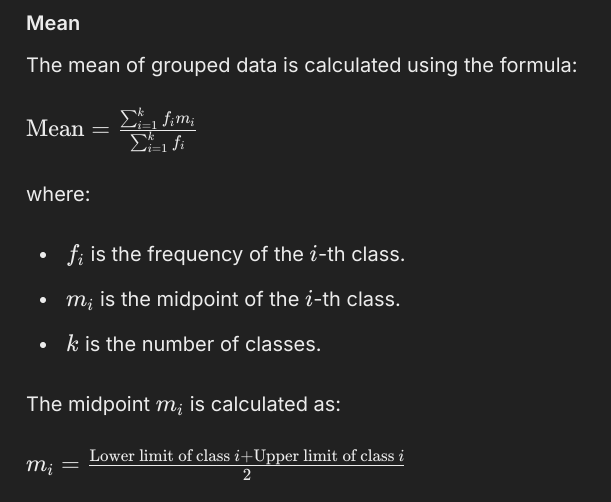 Mean
The mean of grouped data is calculated using the formula:
Mean = \frac{\sum_{i=1}^{k} f_i m_i}{\sum_{i=1}^{k} f_i}
where:
• f_i is the frequency of the i-th class.
• m_i is the midpoint of the i-th class.
• k is the number of classes.
The midpoint m_i is calculated as:
m_i = \frac{Lower limit of class i+Upper limit of class i}{2}